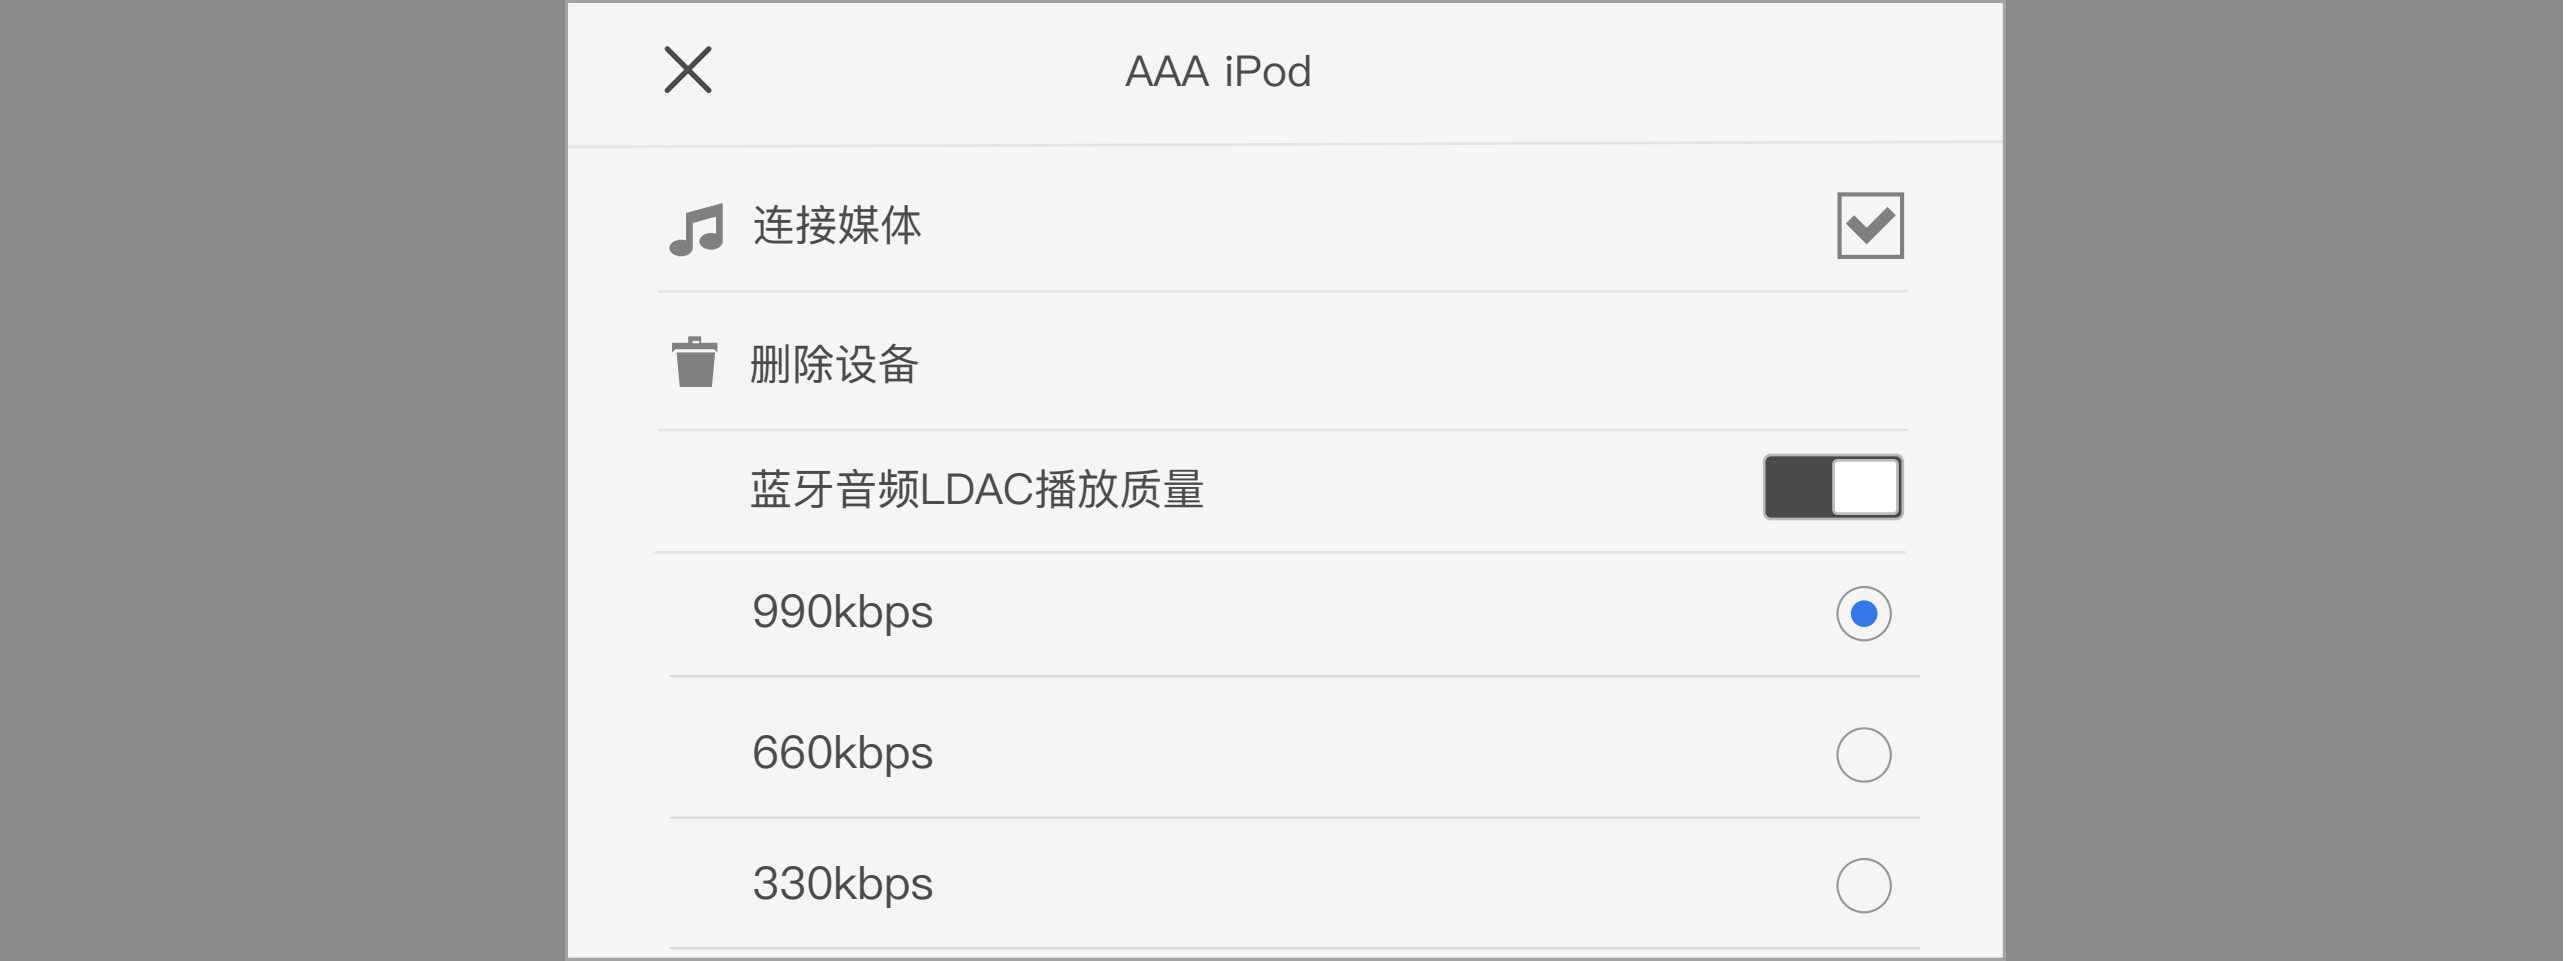 AAA iPod
连接媒体
删除设备
蓝牙音频LDAC播放质量
990kbps
660kbps
330kbps